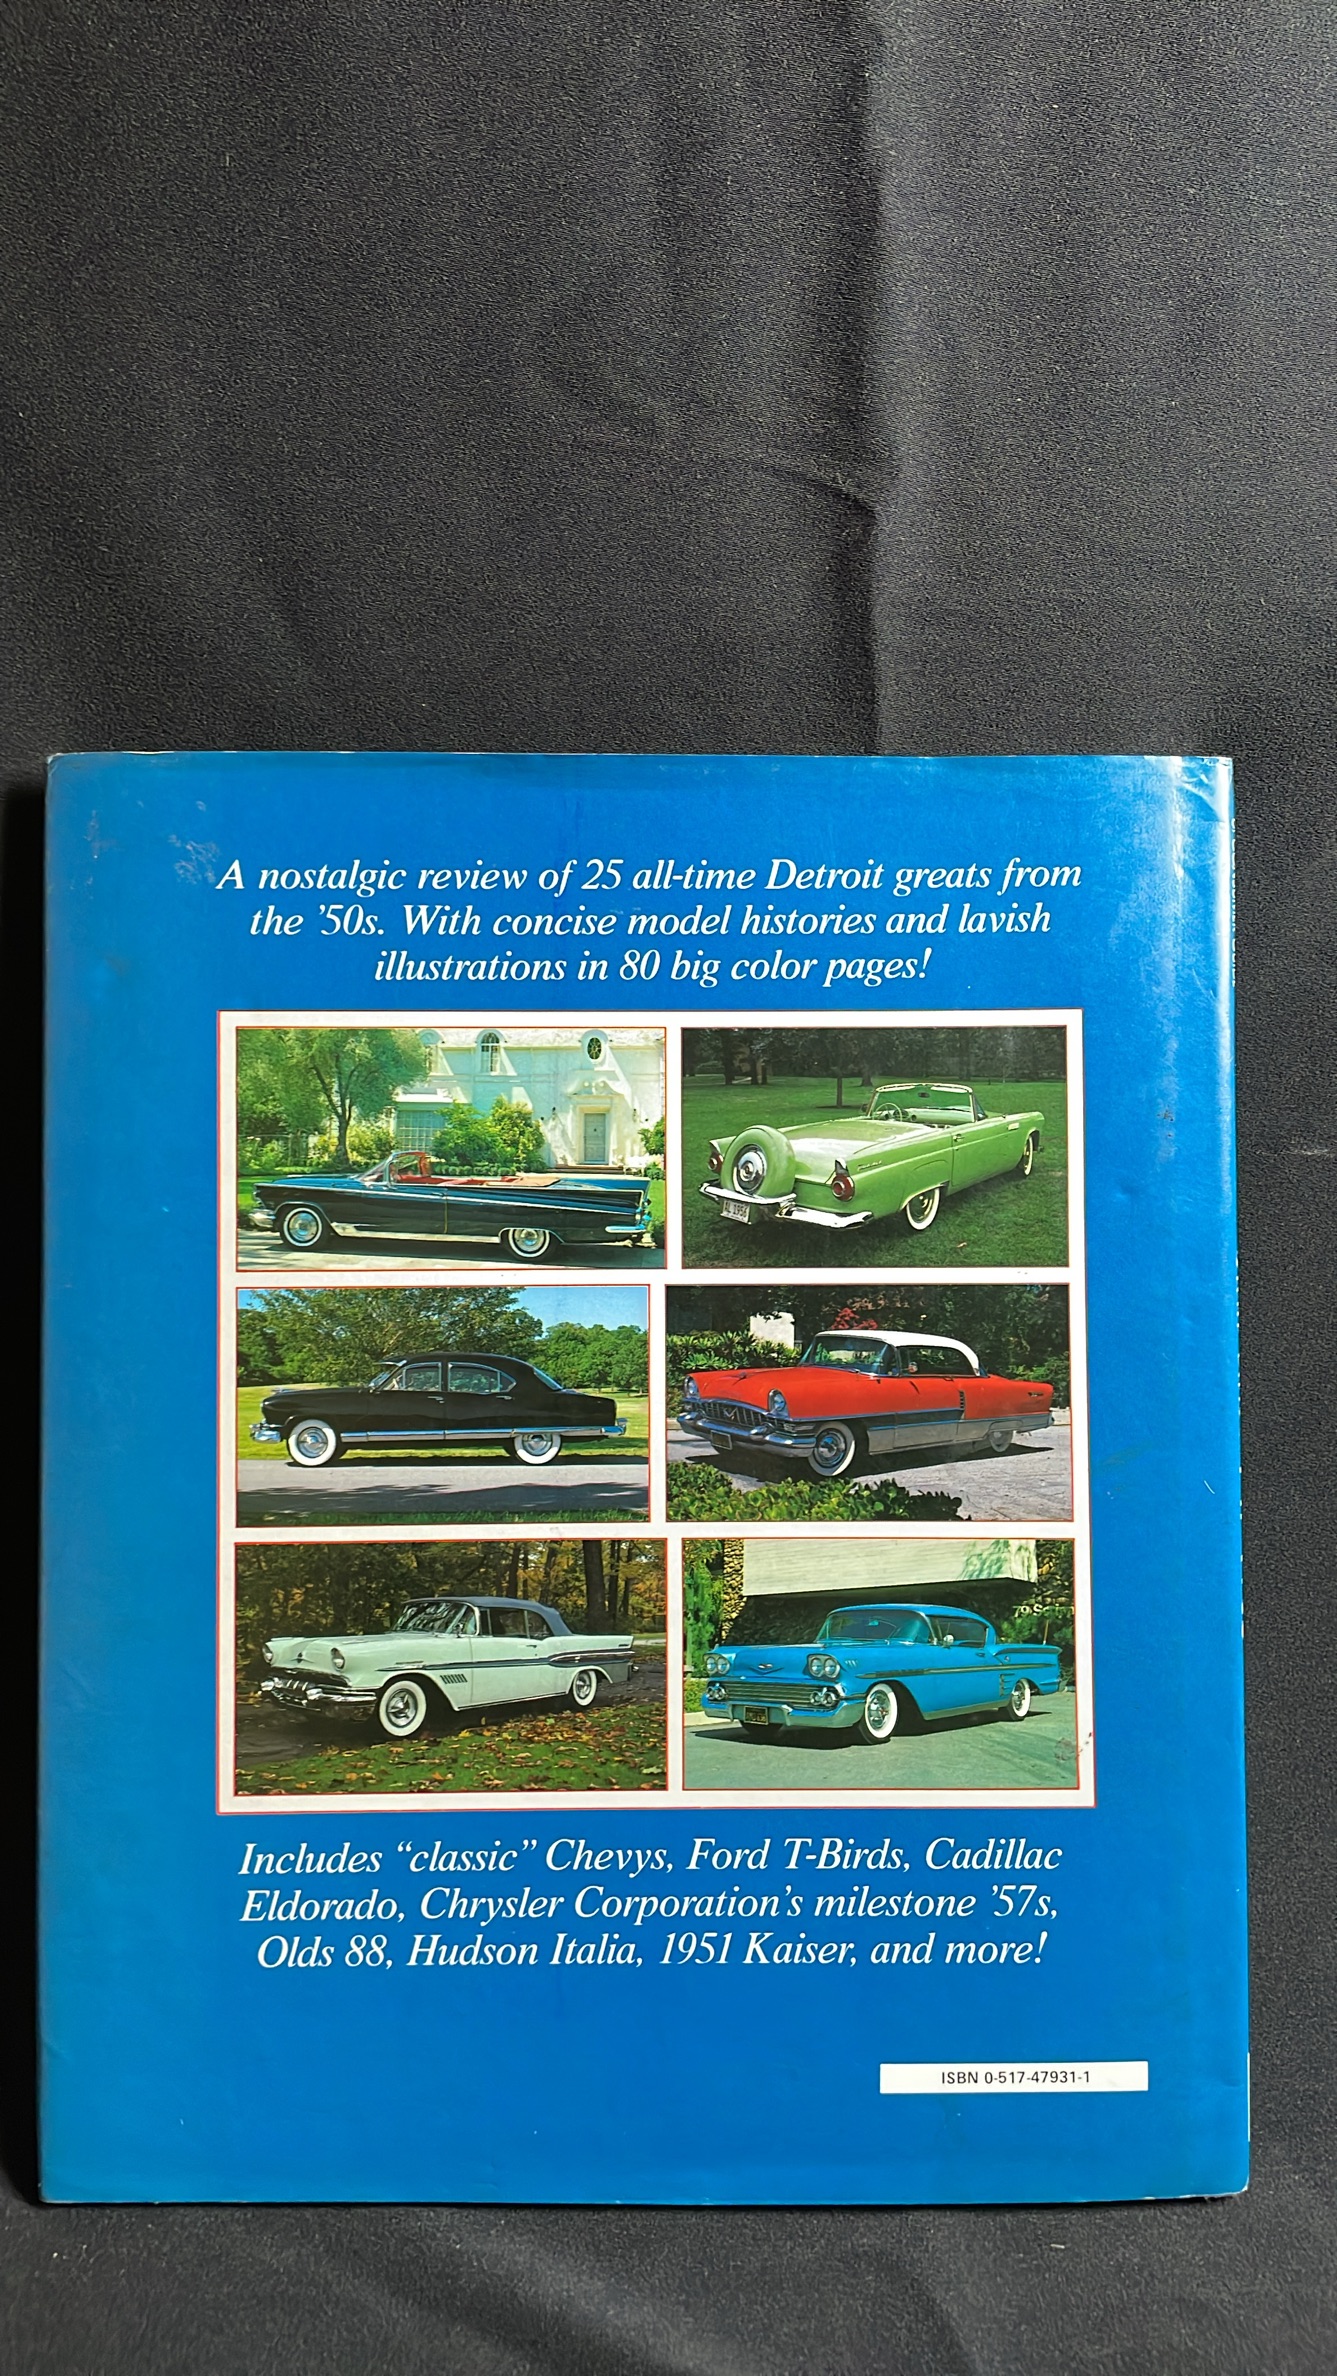 A nostalgic review of 25 all-time Detroit greats from
the '50s. With concise model histories and lavish
illustrations in 80 big color pages!
Includes “classic” Chevys, Ford T-Birds, Cadillac
Eldorado, Chrysler Corporation's milestone '57s,
Olds 88, Hudson Italia, 1951 Kaiser, and more!
ISBN 0-517-47931-1